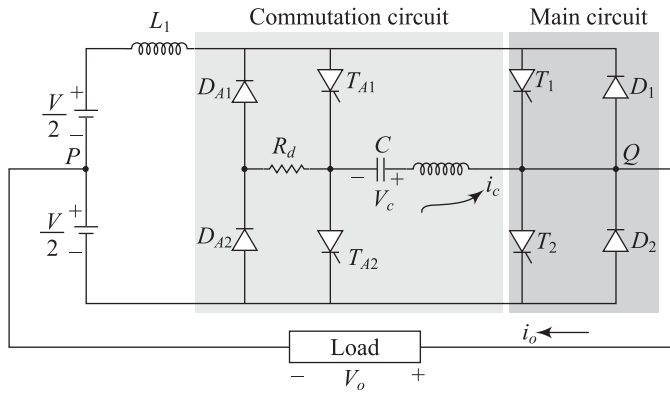 Commutation circuit
Main circuit
L1
DA1
TA1
T1
D1
V/2
+
−
P
Rd
C
Q
−
+
Vc
ic
V/2
+
−
DA2
TA2
T2
D2
io
Load
−
Vo
+